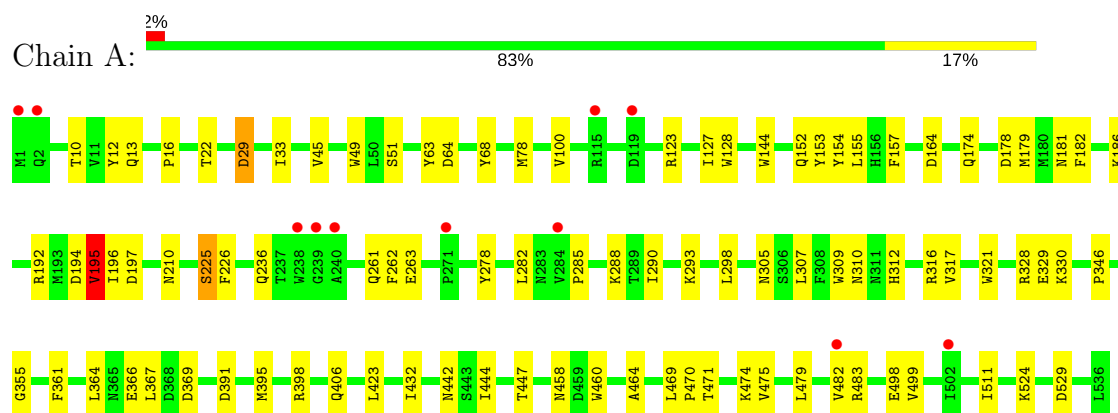 2%
Chain A:
83% 17%
M1 Q2 T10 V11 Y12 Q13 P16 T22 D29 I33 V45 W49 L50 S51 Y63 D64 Y68 M78 V100 R115 D119 R123 I127 W128 W144 Q152 Y153 Y154 L155 H156 F157 D164 Q174 D178 M179 M180 N181 F182 K186
R192 M193 D194 V195 I196 D197 N210 S225 F226 Q236 T237 W238 G239 A240 Q261 F262 E263 P271 Y278 L282 N283 V284 P285 K288 T289 I290 K293 L298 N305 S306 L307 F308 W309 N310 N311 H312 R316 V317 W321 R328 E329 K330 P346
G355 F361 L364 N365 E366 L367 D368 D369 D391 M395 R398 Q406 L423 I432 N442 S443 I444 T447 N458 D459 W460 A464 L469 P470 T471 K474 V475 L479 V482 R483 E498 V499 I502 I511 K524 D529 L536